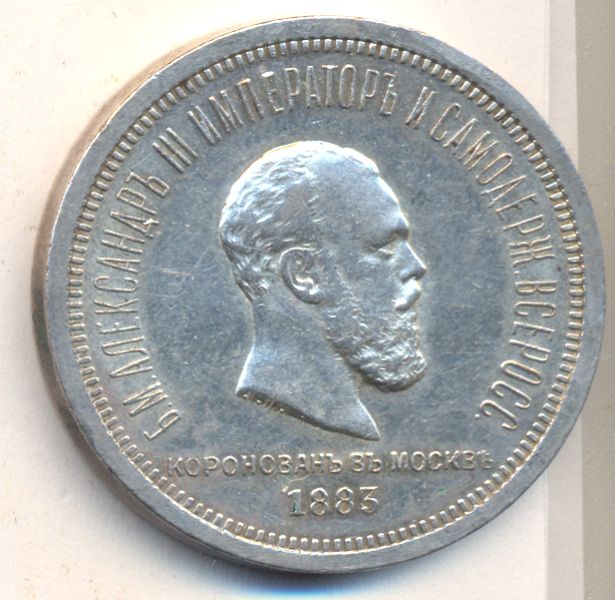 Б.М.АЛЕКСАНДРЪ III ИМПЕРАТОРЪ И САМОДЕРЖ. ВСЕРОСС.
КОРОНОВАНЪ ВЪ МОСКВѢ
1883